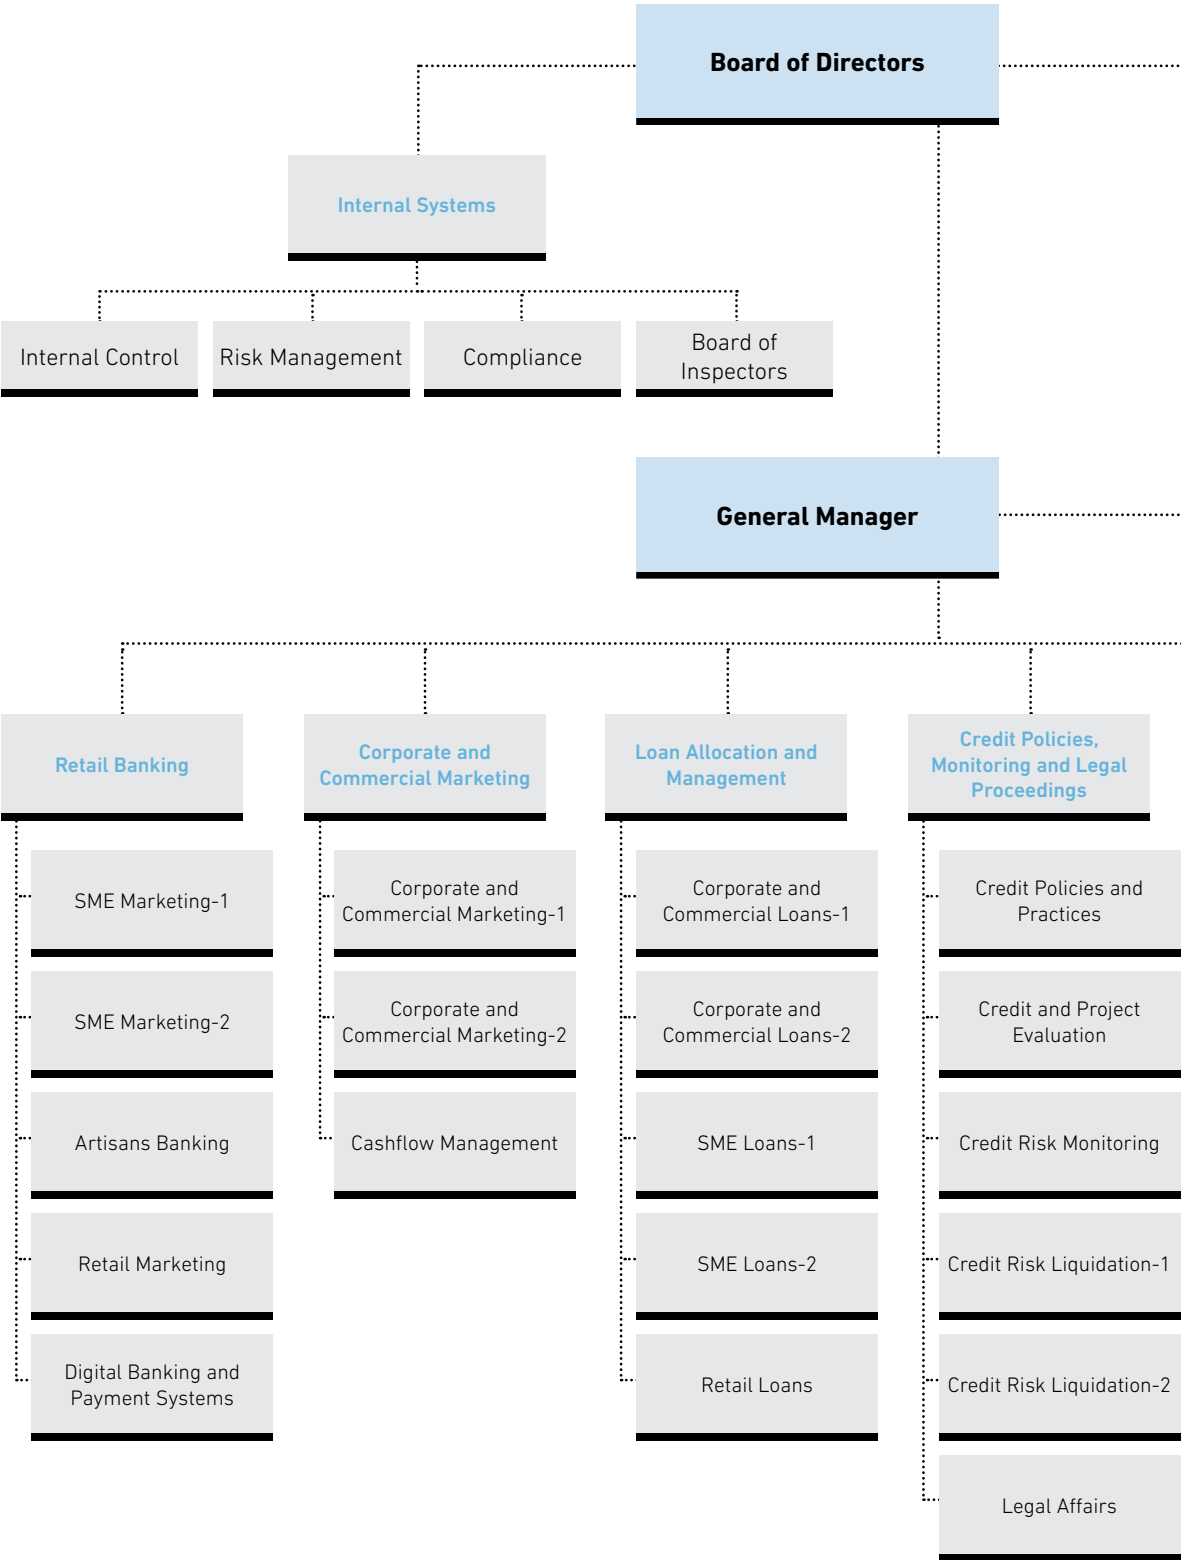 Board of Directors
Internal Systems
Internal Control
Risk Management
Compliance
Board of
Inspectors
General Manager
Retail Banking
SME Marketing-1
SME Marketing-2
Artisans Banking
Retail Marketing
Digital Banking and
Payment Systems
Corporate and
Commercial Marketing
Corporate and
Commercial Marketing-1
Corporate and
Commercial Marketing-2
Cashflow Management
Loan Allocation and
Management
Corporate and
Commercial Loans-1
Corporate and
Commercial Loans-2
SME Loans-1
SME Loans-2
Retail Loans
Credit Policies,
Monitoring and Legal
Proceedings
Credit Policies and
Practices
Credit and Project
Evaluation
Credit Risk Monitoring
Credit Risk Liquidation-1
Credit Risk Liquidation-2
Legal Affairs